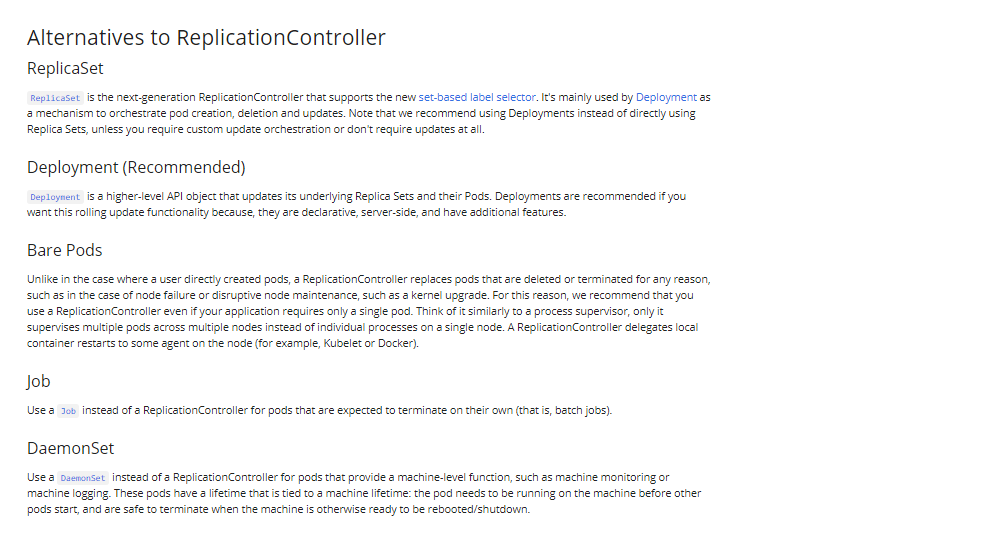 Alternatives to ReplicationController
ReplicaSet
ReplicaSet is the next-generation ReplicationController that supports the new set-based label selector. It's mainly used by Deployment as
a mechanism to orchestrate pod creation, deletion and updates. Note that we recommend using Deployments instead of directly using
Replica Sets, unless you require custom update orchestration or don't require updates at all.
Deployment (Recommended)
Deployment is a higher-level API object that updates its underlying Replica Sets and their Pods. Deployments are recommended if you
want this rolling update functionality because, they are declarative, server-side, and have additional features.
Bare Pods
Unlike in the case where a user directly created pods, a ReplicationController replaces pods that are deleted or terminated for any reason,
such as in the case of node failure or disruptive node maintenance, such as a kernel upgrade. For this reason, we recommend that you
use a ReplicationController even if your application requires only a single pod. Think of it similarly to a process supervisor, only it
supervises multiple pods across multiple nodes instead of individual processes on a single node. A ReplicationController delegates local
container restarts to some agent on the node (for example, Kubelet or Docker).
Job
Use a Job instead of a ReplicationController for pods that are expected to terminate on their own (that is, batch jobs).
DaemonSet
Use a DaemonSet instead of a ReplicationController for pods that provide a machine-level function, such as machine monitoring or
machine logging. These pods have a lifetime that is tied to a machine lifetime: the pod needs to be running on the machine before other
pods start, and are safe to terminate when the machine is otherwise ready to be rebooted/shutdown.